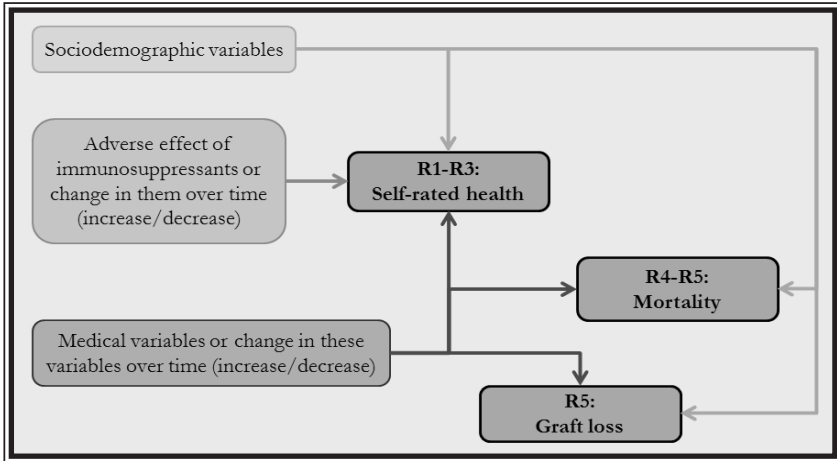 Sociodemographic variables
Adverse effect of
immunosuppressants or
change in them over time
(increase/decrease)
R1-R3:
Self-rated health
R4-R5:
Mortality
Medical variables or change in these
variables over time (increase/decrease)
R5:
Graft loss